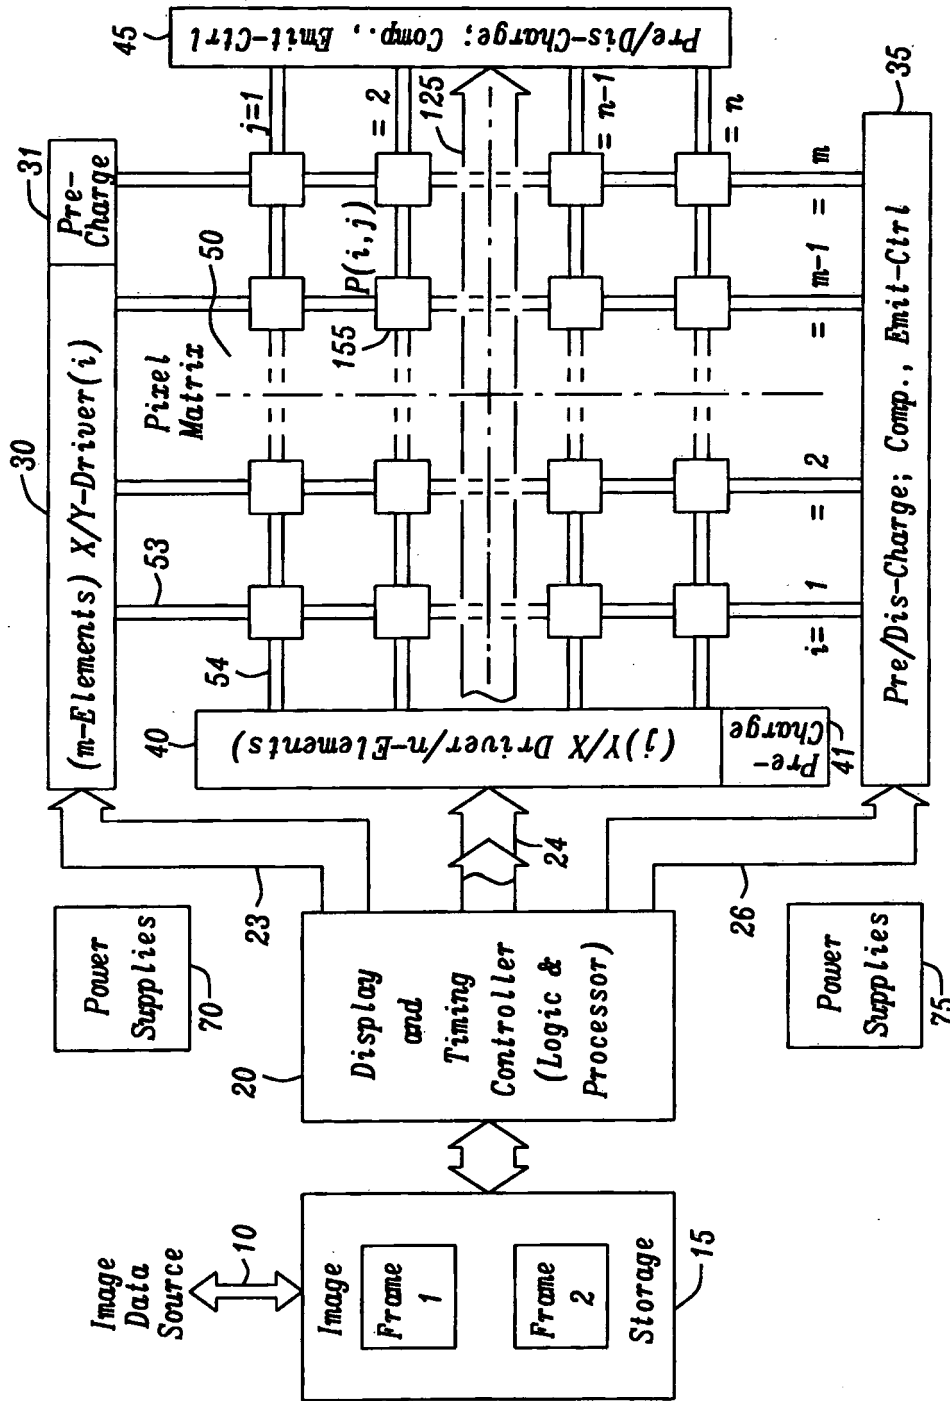 Image
Data
Source
10
Image
Frame
1
Frame
2
Storage
15
20
Display
and
Timing
Controller
(Logic &
Processor)
Power
Supplies
70
Power
Supplies
75
23
24
26
30
(m-Elements) X/Y-Driver(i)
31
Pre-
Charge
40
(j)Y/X Driver/n-Elements)
Pre-
Charge
41
53
54
Pixel
Matrix
50
155
P(i,j)
125
j=1
= 2
= n-1
= n
i= 1
= 2
= m-1
= m
45
Pre/Dis-Charge; Comp., Emit-Ctrl
35
Pre/Dis-Charge; Comp., Emit-Ctrl